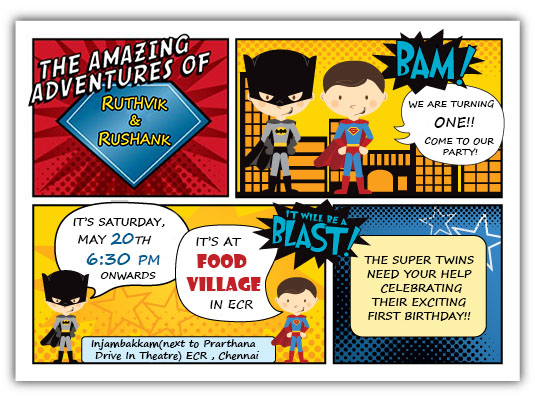 THE AMAZING
ADVENTURES OF
RUTHVIK
&
RUSHANK
BAM!
WE ARE TURNING
ONE!!
COME TO OUR
PARTY!
IT'S SATURDAY,
MAY 20TH
6:30 PM
ONWARDS
IT'S AT
FOOD
VILLAGE
IN ECR
IT WILL BE A
BLAST!
THE SUPER TWINS
NEED YOUR HELP
CELEBRATING
THEIR EXCITING
FIRST BIRTHDAY!!
Injambakkam(next to Prarthana
Drive In Theatre) ECR , Chennai